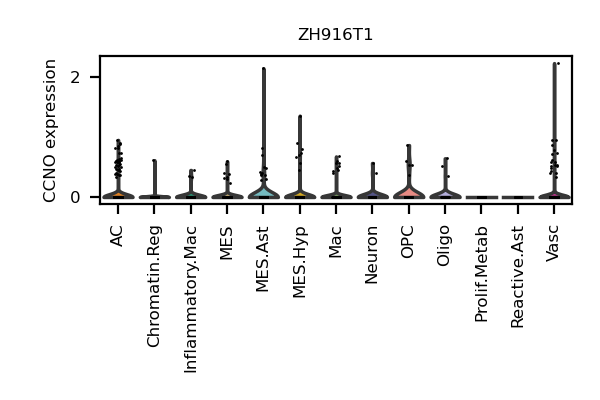 ZH916T1
CCNO expression
2
0
AC
Chromatin.Reg
Inflammatory.Mac
MES
MES.Ast
MES.Hyp
Mac
Neuron
OPC
Oligo
Prolif.Metab
Reactive.Ast
Vasc